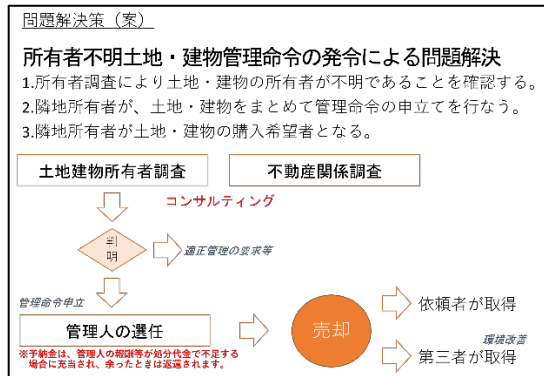 問題解決策（案）
所有者不明土地・建物管理命令の発令による問題解決
1.所有者調査により土地・建物の所有者が不明であることを確認する。
2.隣地所有者が、土地・建物をまとめて管理命令の申立てを行なう。
3.隣地所有者が土地・建物の購入希望者となる。
土地建物所有者調査
不動産関係調査
コンサルティング
判
明
適正管理の要求等
管理命令申立
管理人の選任
売却
依頼者が取得
環境改善
第三者が取得
※予納金は、管理人の報酬等が処分代金で不足する
場合に充当され、余ったときは返還されます。